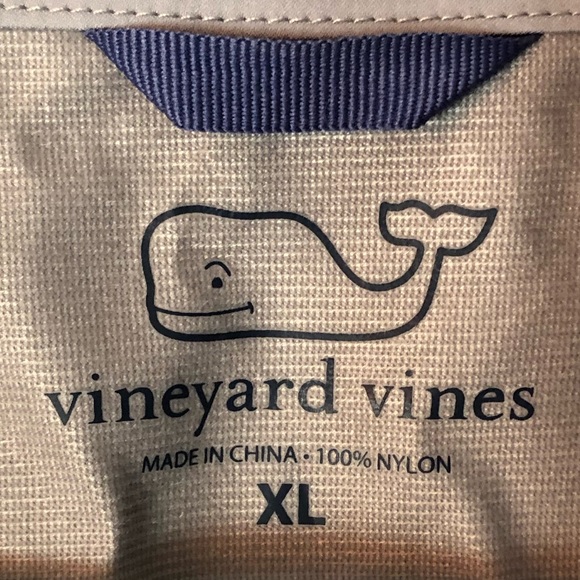 vineyard vines
MADE IN CHINA • 100% NYLON
XL